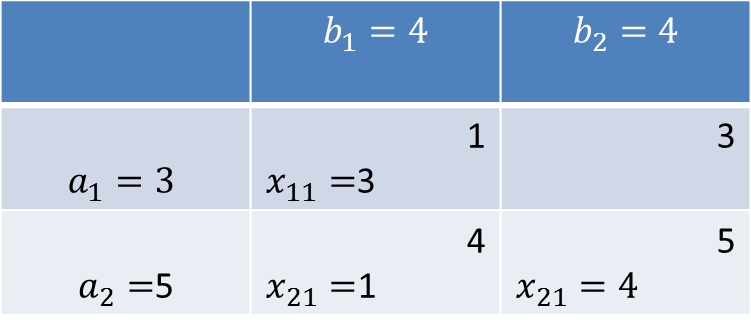 b₁ = 4 b₂ = 4
1 3
a₁ = 3 x₁₁ =3
4 5
a₂ =5 x₂₁ =1 x₂₁ = 4